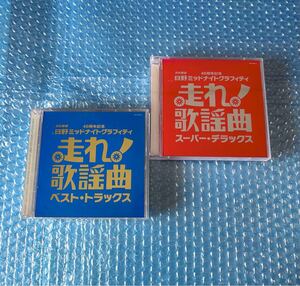 40周年記念
日野ミッドナイトグラフィティ
走れ!
歌謡曲
スーパー・デラックス
40周年記念
日野ミッドナイトグラフィティ
走れ!
歌謡曲
ベスト・トラックス